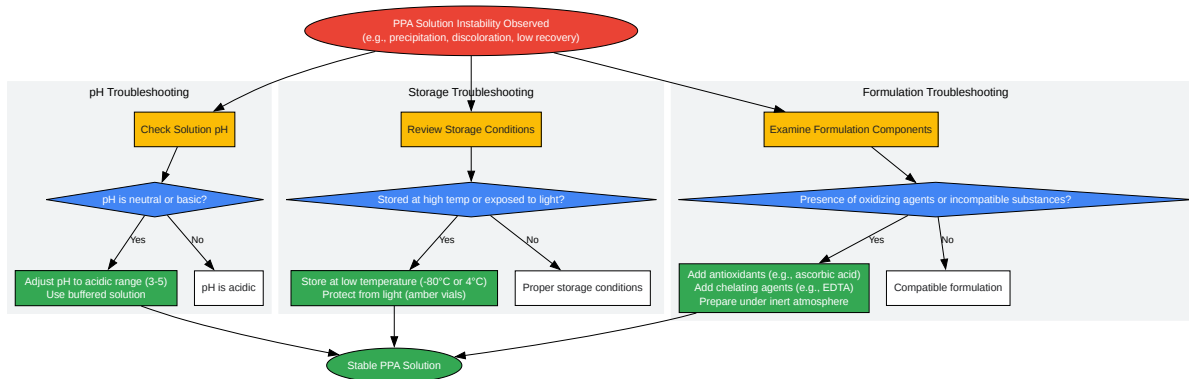 PPA Solution Instability Observed
(e.g., precipitation, discoloration, low recovery)
pH Troubleshooting
Storage Troubleshooting
Formulation Troubleshooting
Check Solution pH
Review Storage Conditions
Examine Formulation Components
pH is neutral or basic?
Stored at high temp or exposed to light?
Presence of oxidizing agents or incompatible substances?
Yes
No
Yes
No
Yes
No
Adjust pH to acidic range (3-5)
Use buffered solution
pH is acidic
Store at low temperature (-80°C or 4°C)
Protect from light (amber vials)
Proper storage conditions
Add antioxidants (e.g., ascorbic acid)
Add chelating agents (e.g., EDTA)
Prepare under inert atmosphere
Compatible formulation
Stable PPA Solution